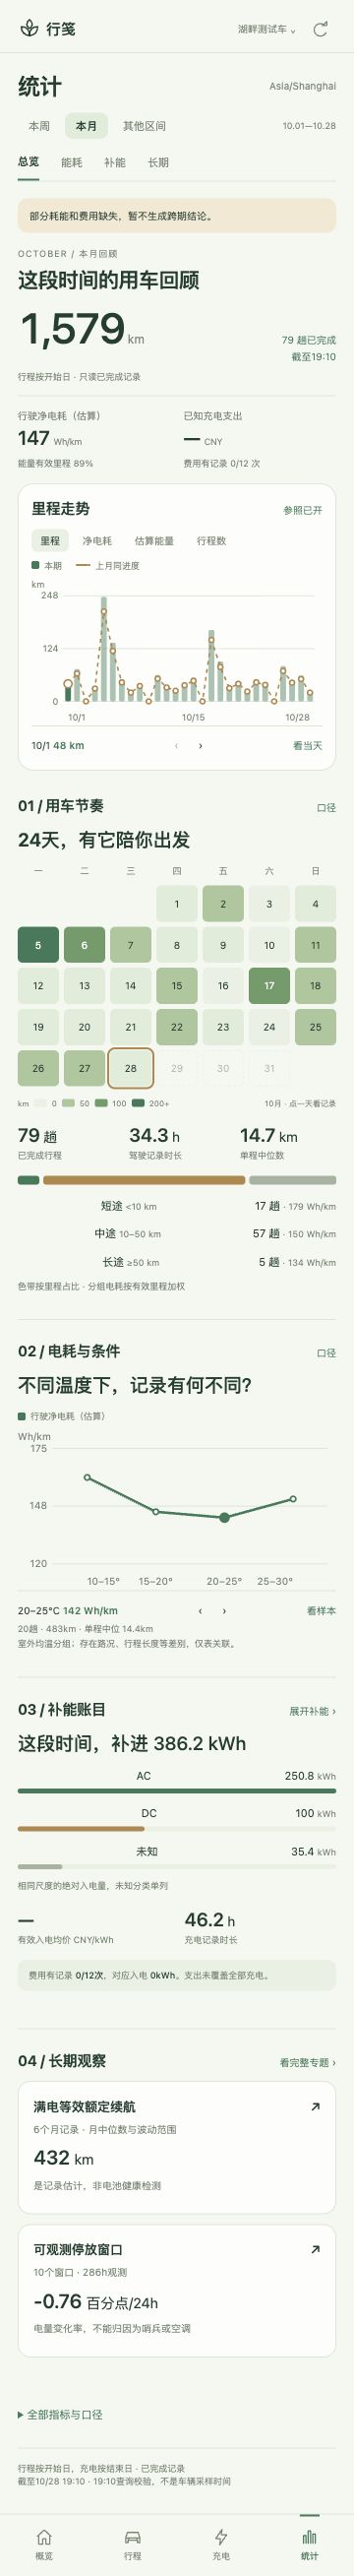 行笺
湖畔测试车
统计
Asia/Shanghai
本周 本月 其他区间 10.01—10.28
总览 能耗 补能 长期
部分耗能和费用缺失，暂不生成跨期结论。
OCTOBER / 本月回顾
这段时间的用车回顾
1,579 km
79 趟已完成
截至19:10
行程按开始日 · 只读已完成记录
行驶净电耗（估算） 已知充电支出
147 Wh/km — CNY
能量有效里程 89% 费用有记录 0/12 次
里程走势 参照已开
里程 净电耗 估算能量 行程数
本期 上月同进度
km
248
124
0
10/1 10/15 10/28
10/1 48 km ‹ › 看当天
01 / 用车节奏 口径
24天，有它陪你出发
一 二 三 四 五 六 日
1 2 3 4
5 6 7 8 9 10 11
12 13 14 15 16 17 18
19 20 21 22 23 24 25
26 27 28 29 30 31
km 0 50 100 200+ 10月 · 点一天看记录
79 趟 34.3 h 14.7 km
已完成行程 驾驶记录时长 单程中位数
短途 <10 km 17 趟 · 179 Wh/km
中途 10–50 km 57 趟 · 150 Wh/km
长途 ≥50 km 5 趟 · 134 Wh/km
色带按里程占比 · 分组电耗按有效里程加权
02 / 电耗与条件 口径
不同温度下，记录有何不同？
行驶净电耗（估算）
Wh/km
175
148
120
10–15° 15–20° 20–25° 25–30°
20–25°C 142 Wh/km ‹ › 看样本
20趟 · 483km · 单程中位 14.4km
室外均温分组；存在路况、行程长度等差别，仅表关联。
03 / 补能账目 展开补能 ›
这段时间，补进 386.2 kWh
AC 250.8 kWh
DC 100 kWh
未知 35.4 kWh
相同尺度的绝对入电量，未知分类单列
— 46.2 h
有效入电均价 CNY/kWh 充电记录时长
费用有记录 0/12次，对应入电 0kWh。支出未覆盖全部充电。
04 / 长期观察 看完整专题 ›
满电等效额定续航
6个月记录 · 月中位数与波动范围
432 km
是记录估计，非电池健康检测
可观测停放窗口
10个窗口 · 286h观测
-0.76 百分点/24h
电量变化率，不能归因为哨兵或空调
全部指标与口径
行程按开始日，充电按结束日 · 已完成记录
截至10/28 19:10 · 19:10查询校验，不是车辆采样时间
概览 行程 充电 统计